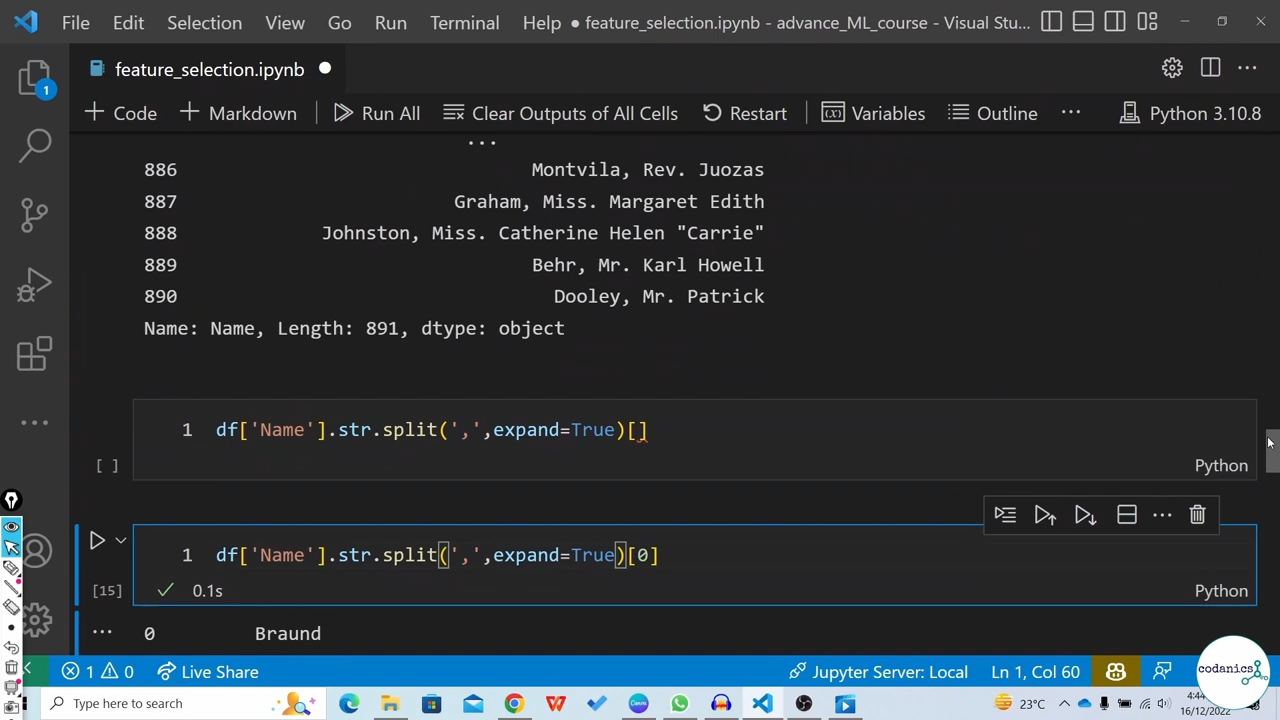 File Edit Selection View Go Run Terminal Help ● feature_selection.ipynb - advance_ML_course - Visual Stu...
feature_selection.ipynb
Code Markdown Run All Clear Outputs of All Cells Restart Variables Outline ... Python 3.10.8
...
886 Montvila, Rev. Juozas
887 Graham, Miss. Margaret Edith
888 Johnston, Miss. Catherine Helen "Carrie"
889 Behr, Mr. Karl Howell
890 Dooley, Mr. Patrick
Name: Name, Length: 891, dtype: object
1 df['Name'].str.split(',',expand=True)[]
[ ] Python
1 df['Name'].str.split(',',expand=True)[0]
[15] 0.1s Python
... 0 Braund
1
1 0 Live Share Jupyter Server: Local Ln 1, Col 60
codanics
Type here to search
23°C
16/12/2022